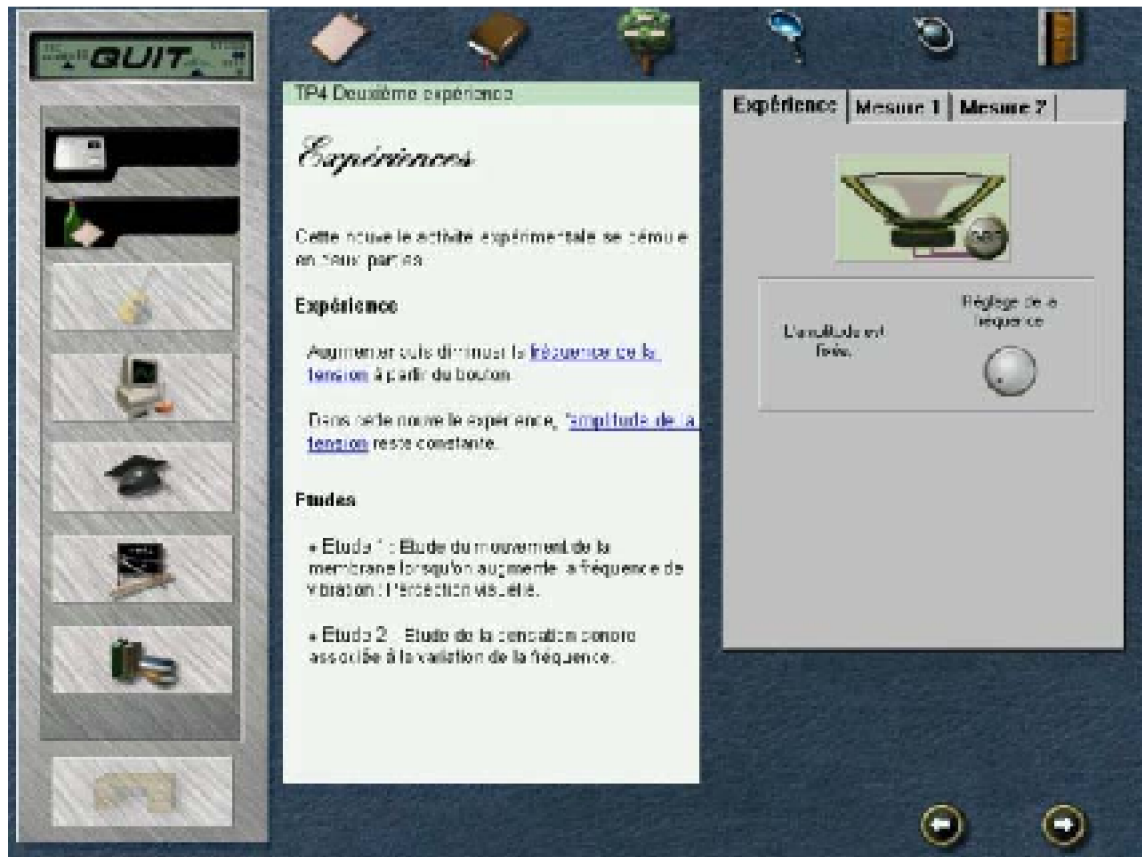 QUIT
TP4 Deuxième expérience
Expériences
Cette nouvelle activité expérimentale se déroule
en deux parties
Expérience
Augmenter puis diminuer la fréquence de la
tension à partir du bouton
Dans cette nouvelle expérience, l'amplitude de la
tension reste constante.
Etudes
• Etude 1 : Etude du mouvement de la
membrane lorsqu'on augmente la fréquence de
vibration : Perception visuelle.
• Etude 2 : Etude de la sensation sonore
associée à la variation de la fréquence.
Expérience Mesure 1 Mesure 2
L'amplitude est
fixée.
Réglage de la
fréquence